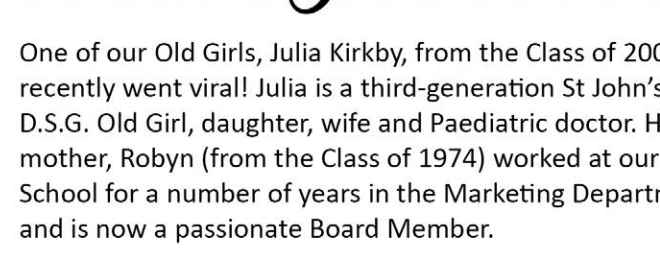 One of our Old Girls, Julia Kirkby, from the Class of
recently went viral! Julia is a third-generation St John's
D.S.G. Old Girl, daughter, wife and Paediatric doctor.
mother, Robyn (from the Class of 1974) worked at our
School for a number of years in the Marketing
and is now a passionate Board Member.